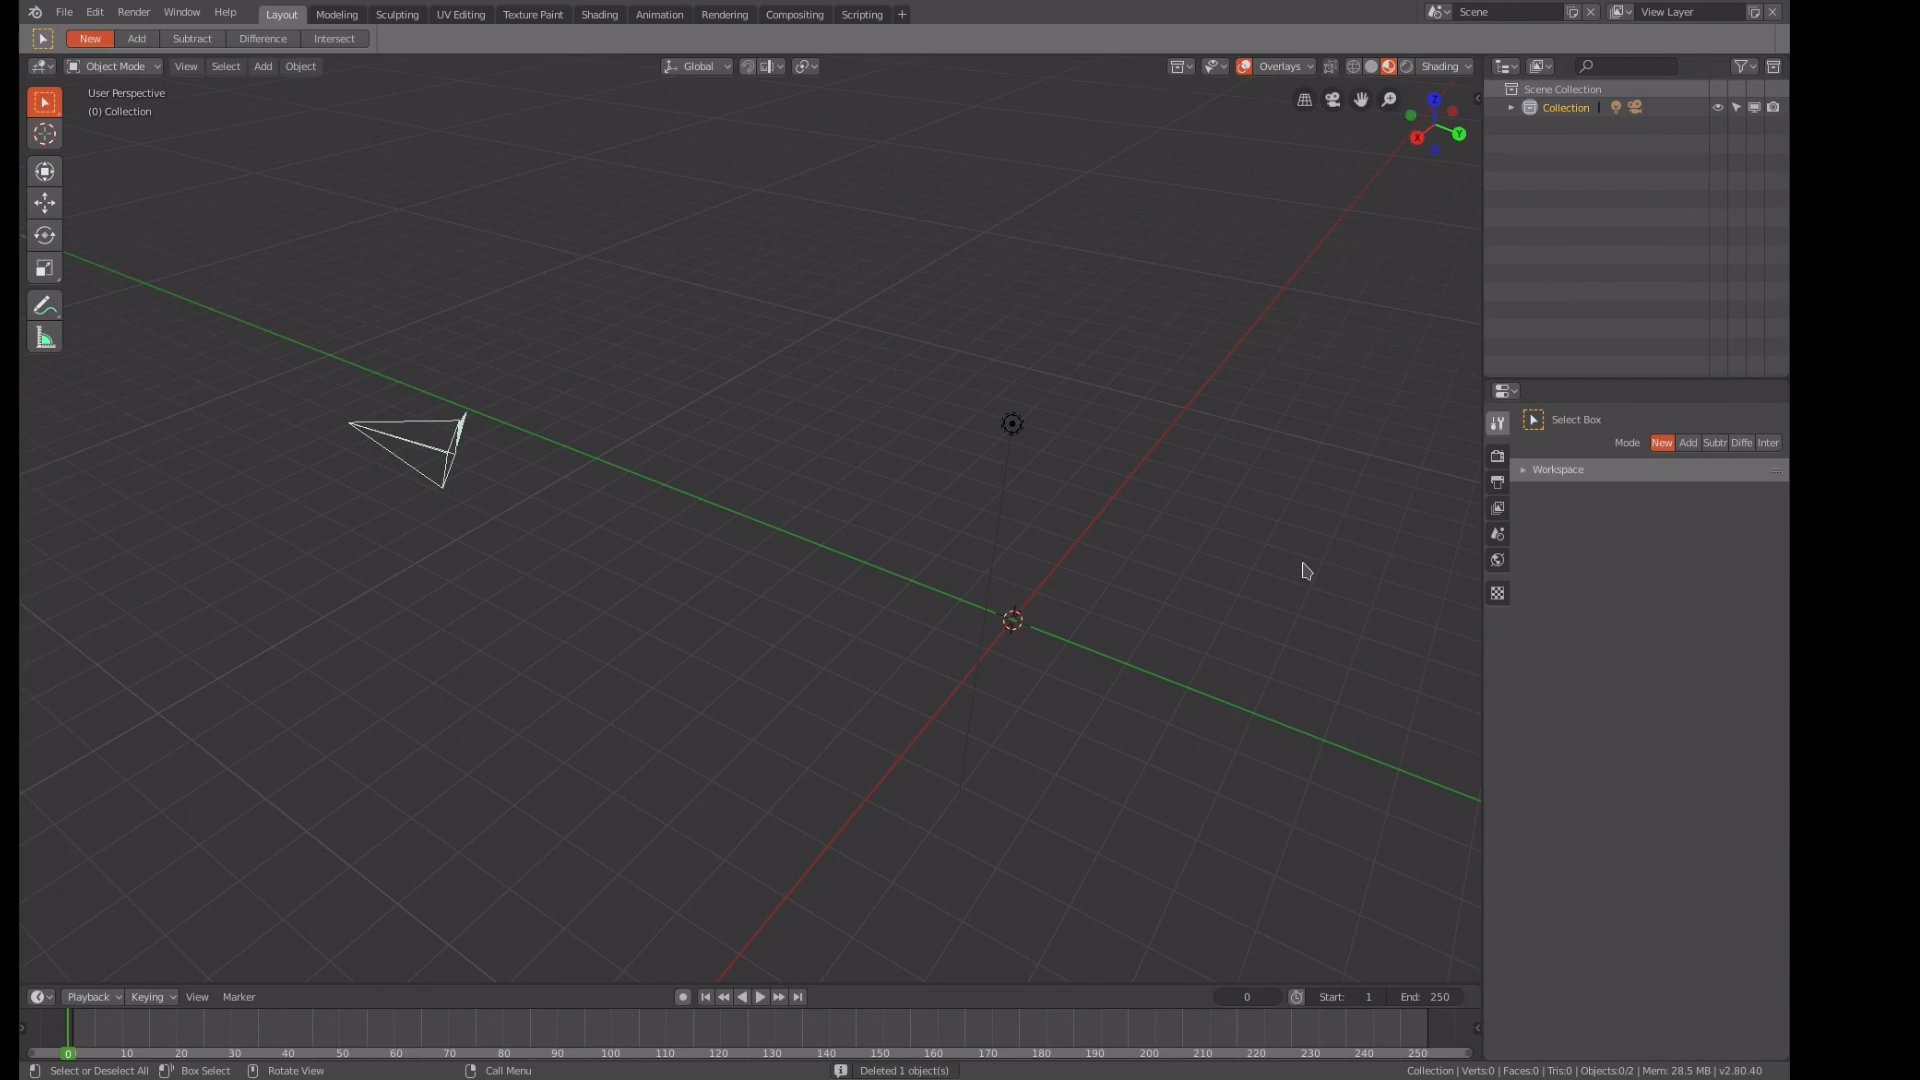 File Edit Render Window Help Layout Modeling Sculpting UV Editing Texture Paint Shading Animation Rendering Compositing Scripting + Scene View Layer
New Add Subtract Difference Intersect
Object Mode View Select Add Object Global Overlays Shading
User Perspective
(0) Collection
Z
Y
X
Scene Collection
Collection
Select Box
Mode New Add Subtr Diffe Inter
Workspace
Playback Keying View Marker 0 Start: 1 End: 250
0 10 20 30 40 50 60 70 80 90 100 110 120 130 140 150 160 170 180 190 200 210 220 230 240 250
Select or Deselect All Box Select Rotate View Call Menu Deleted 1 object(s) Collection | Verts:0 | Faces:0 | Tris:0 | Objects:0/2 | Mem: 28.5 MB | v2.80.40